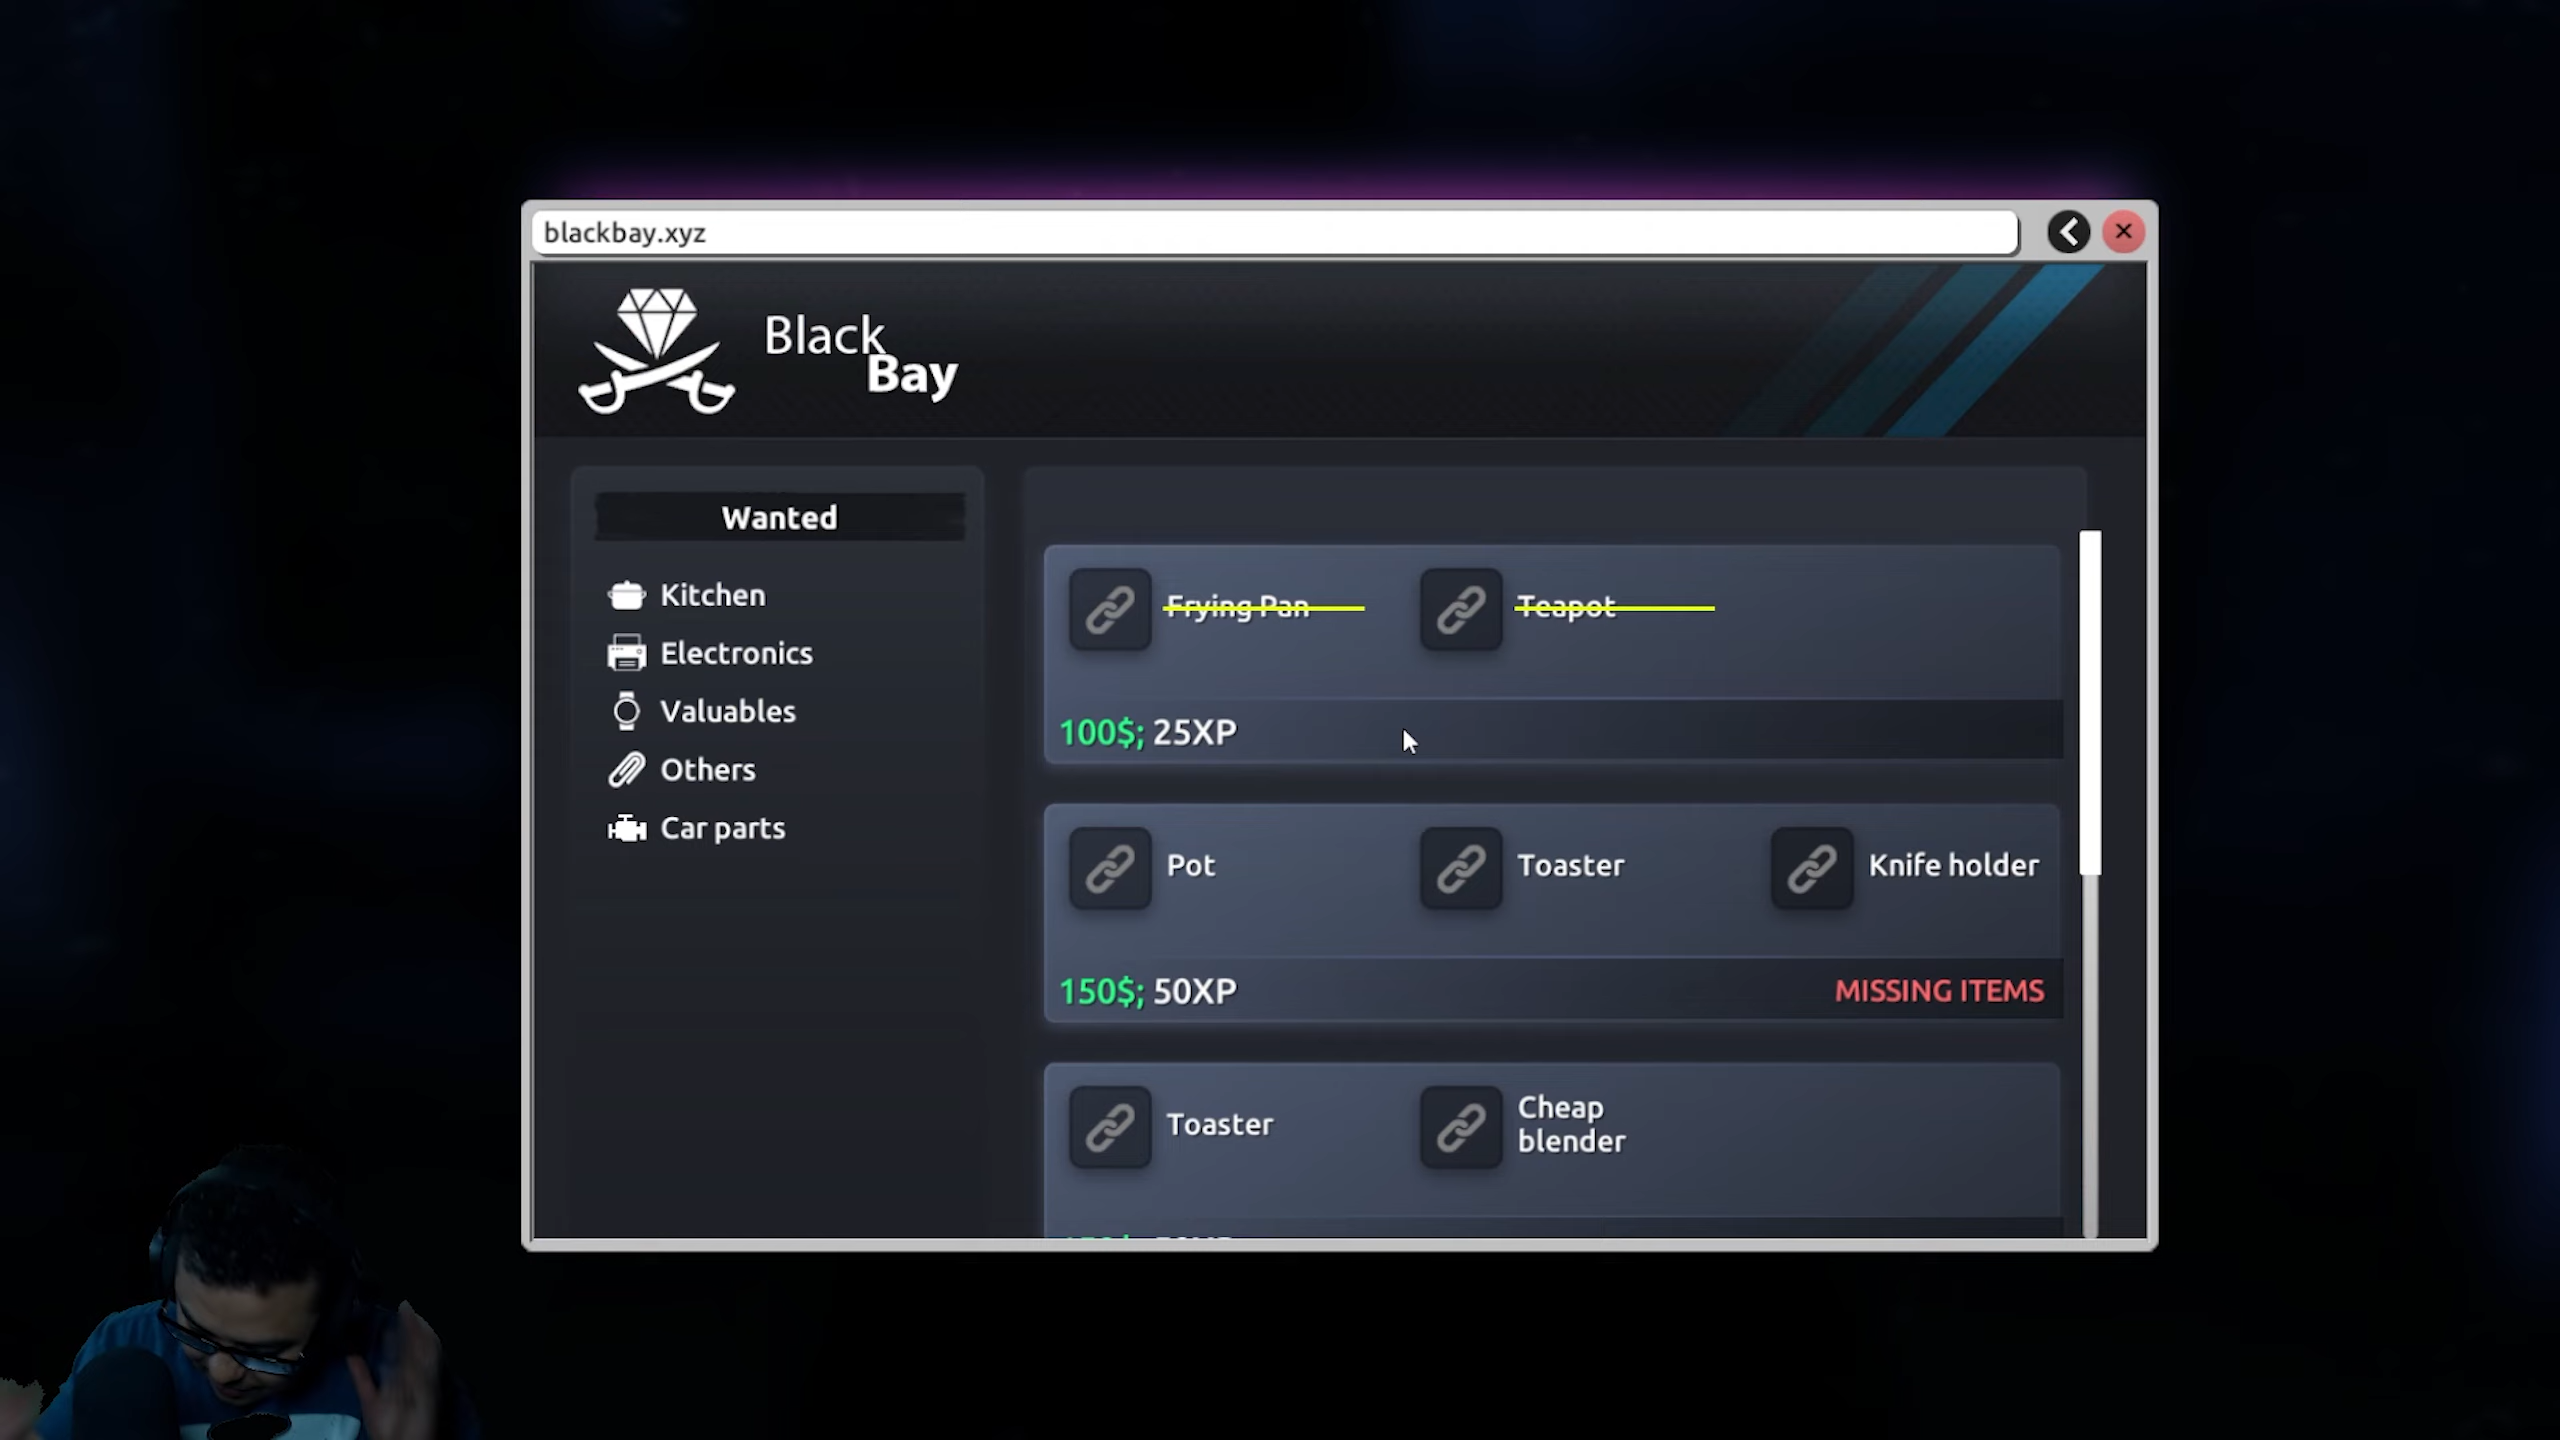 blackbay.xyz
Black
Bay
Wanted
Kitchen
Electronics
Valuables
Others
Car parts
Frying Pan
Teapot
100$; 25XP
Pot
Toaster
Knife holder
150$; 50XP
MISSING ITEMS
Toaster
Cheap
blender